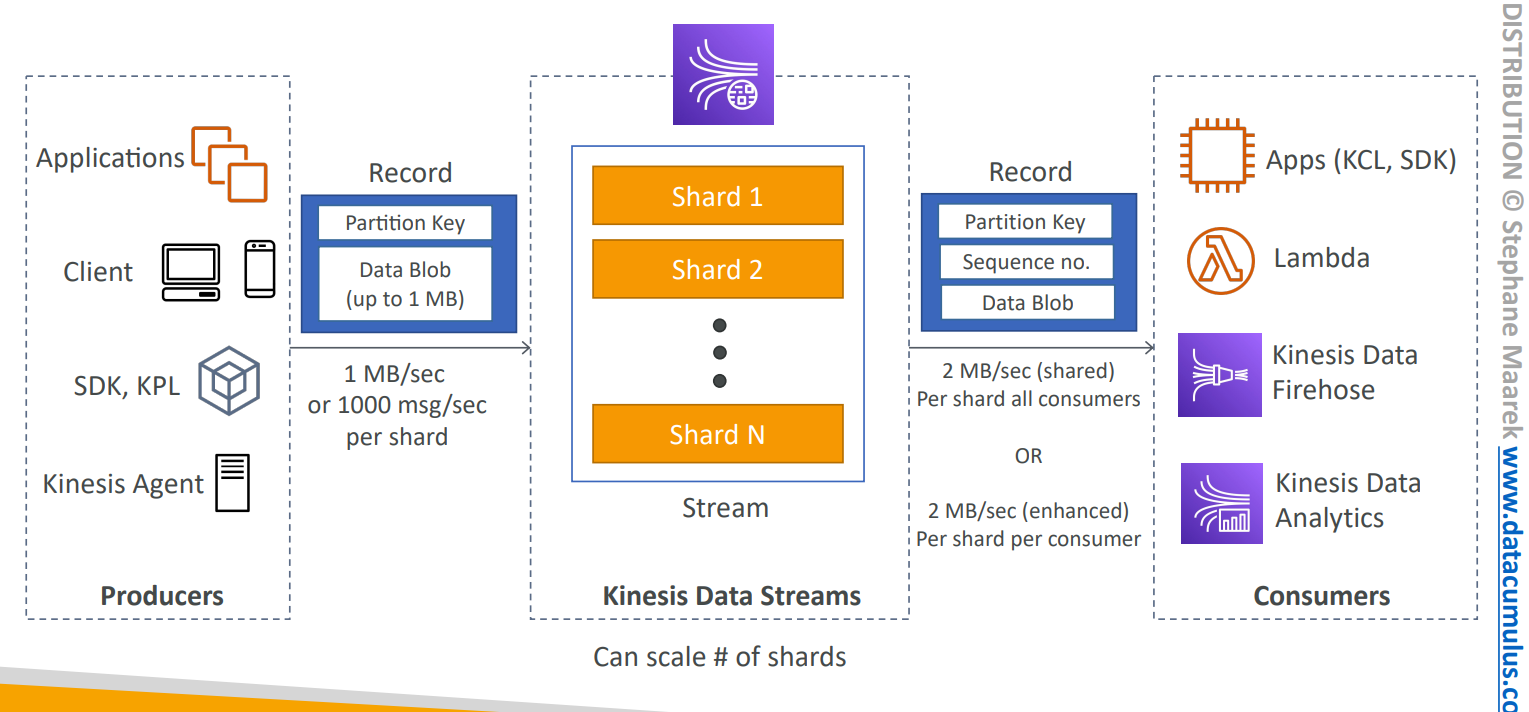 Applications
Client
SDK, KPL
Kinesis Agent
Producers
Record
Partition Key
Data Blob
(up to 1 MB)
1 MB/sec
or 1000 msg/sec
per shard
Shard 1
Shard 2
Shard N
Stream
Kinesis Data Streams
Can scale # of shards
Record
Partition Key
Sequence no.
Data Blob
2 MB/sec (shared)
Per shard all consumers
OR
2 MB/sec (enhanced)
Per shard per consumer
Apps (KCL, SDK)
Lambda
Kinesis Data
Firehose
Kinesis Data
Analytics
Consumers
DISTRIBUTION © Stephane Maarek www.datacumulus.co